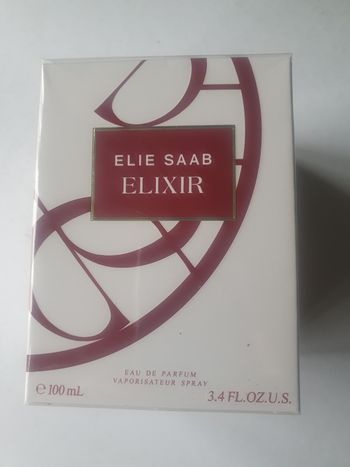 ELIE SAAB
ELIXIR
EAU DE PARFUM
VAPORISATEUR SPRAY
℮ 100 mL
3.4 FL.OZ.U.S.